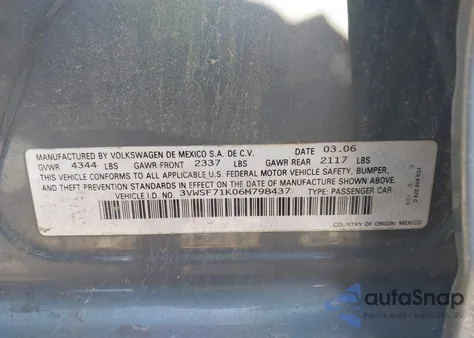 MANUFACTURED BY VOLKSWAGEN DE MEXICO S.A. DE C.V. DATE 03.06
GVWR 4344 LBS GAWR FRONT 2337 LBS GAWR REAR 2117 LBS
THIS VEHICLE CONFORMS TO ALL APPLICABLE U.S. FEDERAL MOTOR VEHICLE SAFETY, BUMPER,
AND THEFT PREVENTION STANDARDS IN EFFECT ON THE DATE OF MANUFACTURE SHOWN ABOVE.
VEHICLE I.D. NO. 3VWSF71K06M798437 TYPE: PASSENGER CAR
COUNTRY OF ORIGIN: MEXICO
autaSnap